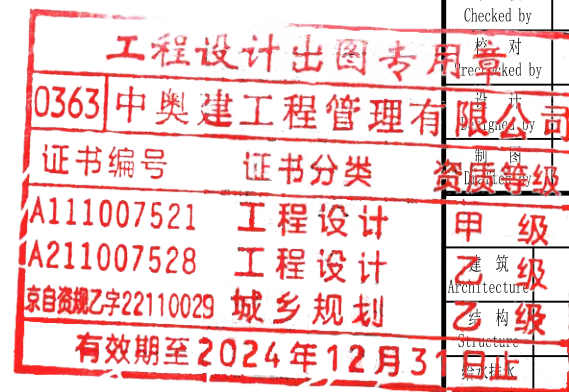 Checked by
校 对
Prechecked by
设 计
Designed by
制 图
建 筑
Architecture
结 构
Structure
给水排水
工程设计出图专用章
0363 中奥建工程管理有限公司
证书编号 证书分类 资质等级
A111007521 工程设计 甲 级
A211007528 工程设计 乙 级
京自资规乙字22110029 城乡规划 乙 级
有效期至2024年12月31日止